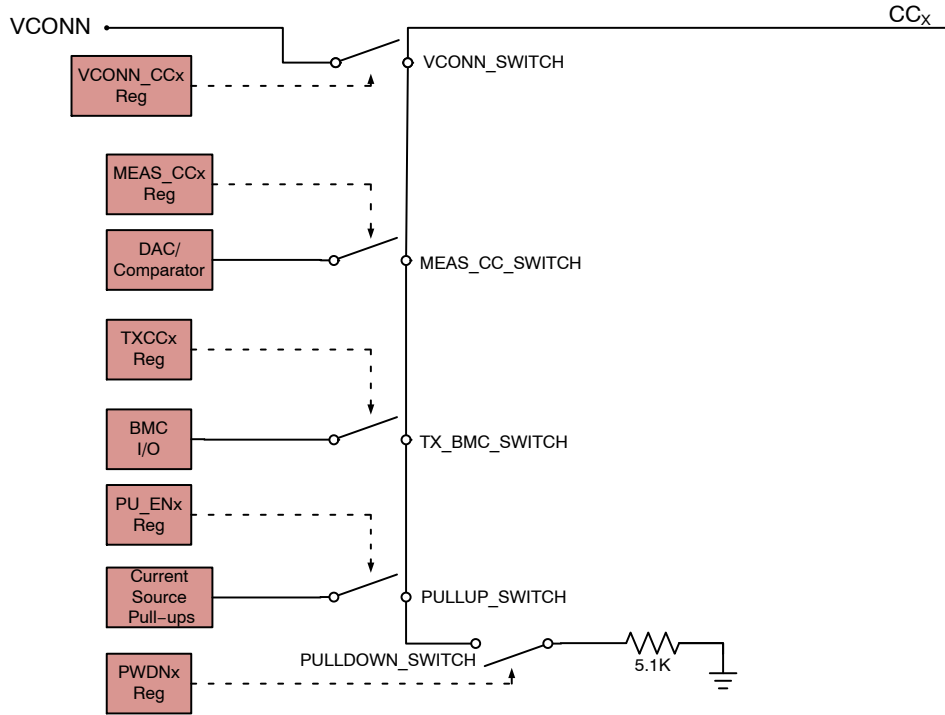 VCONN
CCX
VCONN_CCx
Reg
VCONN_SWITCH
MEAS_CCx
Reg
DAC/
Comparator
MEAS_CC_SWITCH
TXCCx
Reg
BMC
I/O
TX_BMC_SWITCH
PU_ENx
Reg
Current
Source
Pull−ups
PULLUP_SWITCH
PULLDOWN_SWITCH
5.1K
PWDNx
Reg